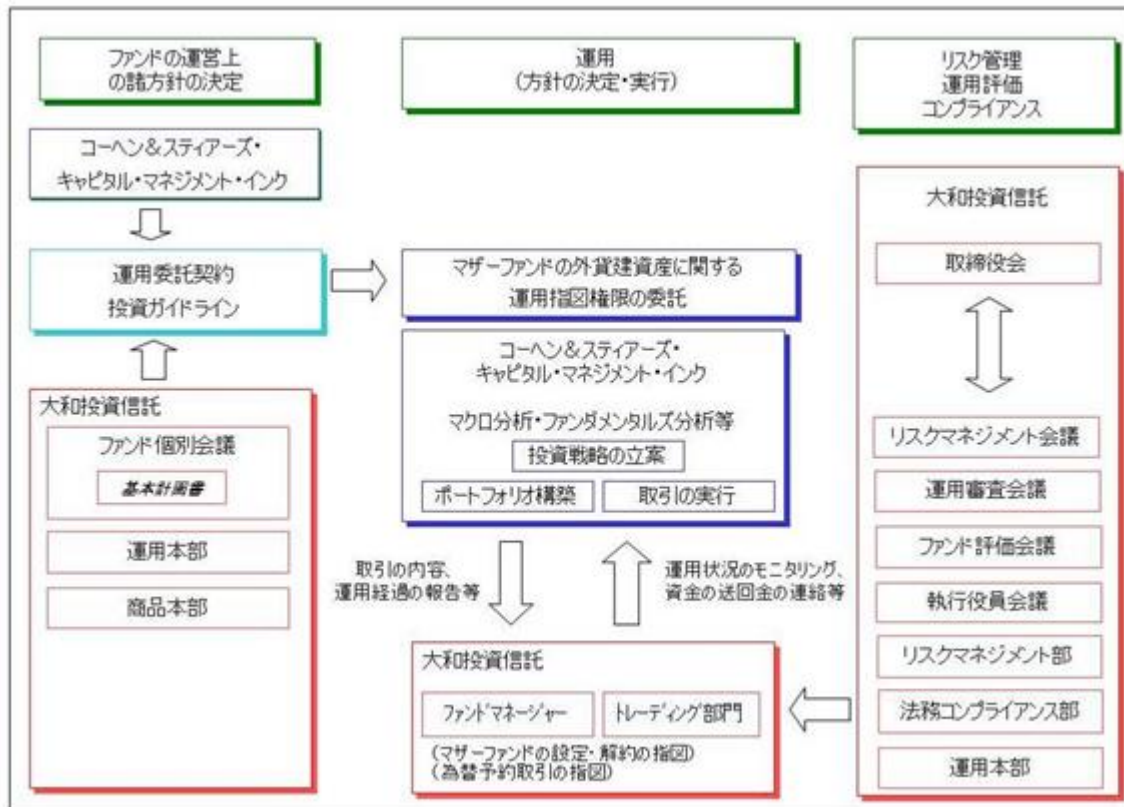 ファンドの運営上
の諸方針の決定
運用
(方針の決定・実行)
リスク管理
運用評価
コンプライアンス
コーヘン＆スティアーズ・
キャピタル・マネジメント・インク
運用委託契約
投資ガイドライン
大和投資信託
ファンド個別会議
基本計画書
運用本部
商品本部
マザーファンドの外貨建資産に関する
運用指図権限の委託
コーヘン＆スティアーズ・
キャピタル・マネジメント・インク
マクロ分析・ファンダメンタルズ分析等
投資戦略の立案
ポートフォリオ構築
取引の実行
取引の内容、
運用経過の報告等
運用状況のモニタリング、
資金の送回金の連絡等
大和投資信託
ファンドマネージャー
トレーディング部門
(マザーファンドの設定・解約の指図)
(為替予約取引の指図)
大和投資信託
取締役会
リスクマネジメント会議
運用審査会議
ファンド評価会議
執行役員会議
リスクマネジメント部
法務コンプライアンス部
運用本部